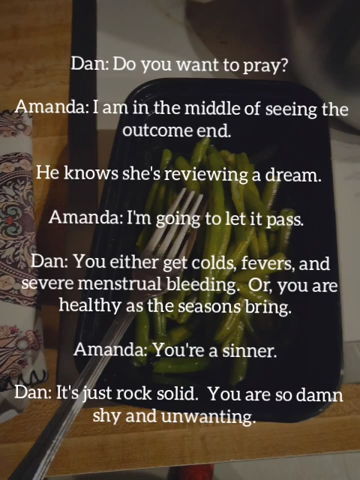 Dan: Do you want to pray?
Amanda: I am in the middle of seeing the
outcome end.
He knows she's reviewing a dream.
Amanda: I'm going to let it pass.
Dan: You either get colds, fevers, and
severe menstrual bleeding.  Or, you are
healthy as the seasons bring.
Amanda: You're a sinner.
Dan: It's just rock solid.  You are so damn
shy and unwanting.